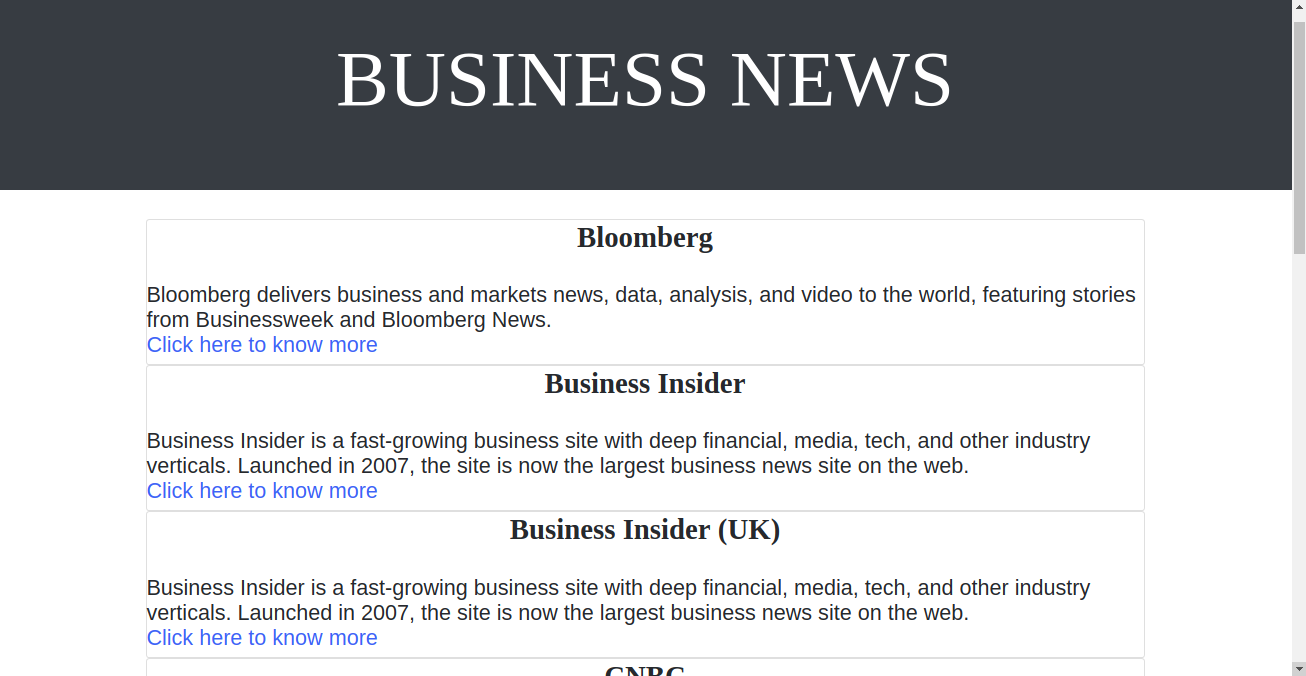 BUSINESS NEWS
Bloomberg
Bloomberg delivers business and markets news, data, analysis, and video to the world, featuring stories
from Businessweek and Bloomberg News.
Click here to know more
Business Insider
Business Insider is a fast-growing business site with deep financial, media, tech, and other industry
verticals. Launched in 2007, the site is now the largest business news site on the web.
Click here to know more
Business Insider (UK)
Business Insider is a fast-growing business site with deep financial, media, tech, and other industry
verticals. Launched in 2007, the site is now the largest business news site on the web.
Click here to know more
CNBC